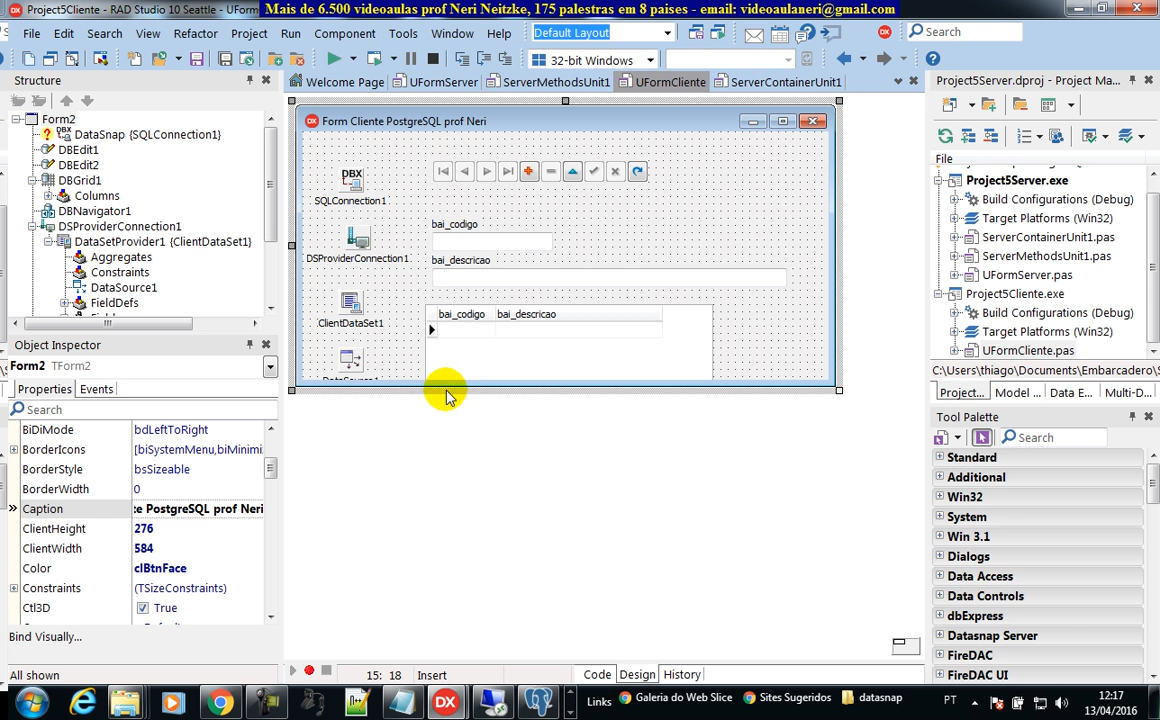 Project5Cliente - RAD Studio 10 Seattle - UForm
Mais de 6.500 videoaulas prof Neri Neitzke, 175 palestras em 8 paises - email: videoaulaneri@gmail.com
File Edit Search View Refactor Project Run Component Tools Window Help
Default Layout
Search
32-bit Windows
Structure
Welcome Page UFormServer ServerMethodsUnit1 UFormCliente ServerContainerUnit1
Project5Server.dproj - Project Ma...
Form2
DataSnap {SQLConnection1}
DBEdit1
DBEdit2
DBGrid1
Columns
DBNavigator1
DSProviderConnection1
DataSetProvider1 {ClientDataSet1}
Aggregates
Constraints
DataSource1
FieldDefs
Form Cliente PostgreSQL prof Neri
DBX
SQLConnection1
DSProviderConnection1
ClientDataSet1
DataSource1
bai_codigo
bai_descricao
bai_codigo bai_descricao
File
Project5Server.exe
Build Configurations (Debug)
Target Platforms (Win32)
ServerContainerUnit1.pas
ServerMethodsUnit1.pas
UFormServer.pas
Project5Cliente.exe
Build Configurations (Debug)
Target Platforms (Win32)
UFormCliente.pas
C:\Users\thiago\Documents\Embarcadero\S
Project... Model ... Data E... Multi-D...
Object Inspector
Form2 TForm2
Properties Events
Search
BiDiMode bdLeftToRight
BorderIcons [biSystemMenu,biMinimi
BorderStyle bsSizeable
BorderWidth 0
Caption te PostgreSQL prof Neri
ClientHeight 276
ClientWidth 584
Color clBtnFace
Constraints (TSizeConstraints)
Ctl3D True
Bind Visually...
All shown
Tool Palette
Search
Standard
Additional
Win32
System
Win 3.1
Dialogs
Data Access
Data Controls
dbExpress
Datasnap Server
FireDAC
FireDAC UI
15: 18 Insert
Code Design History
Links Galeria do Web Slice Sites Sugeridos datasnap
PT
12:17
13/04/2016